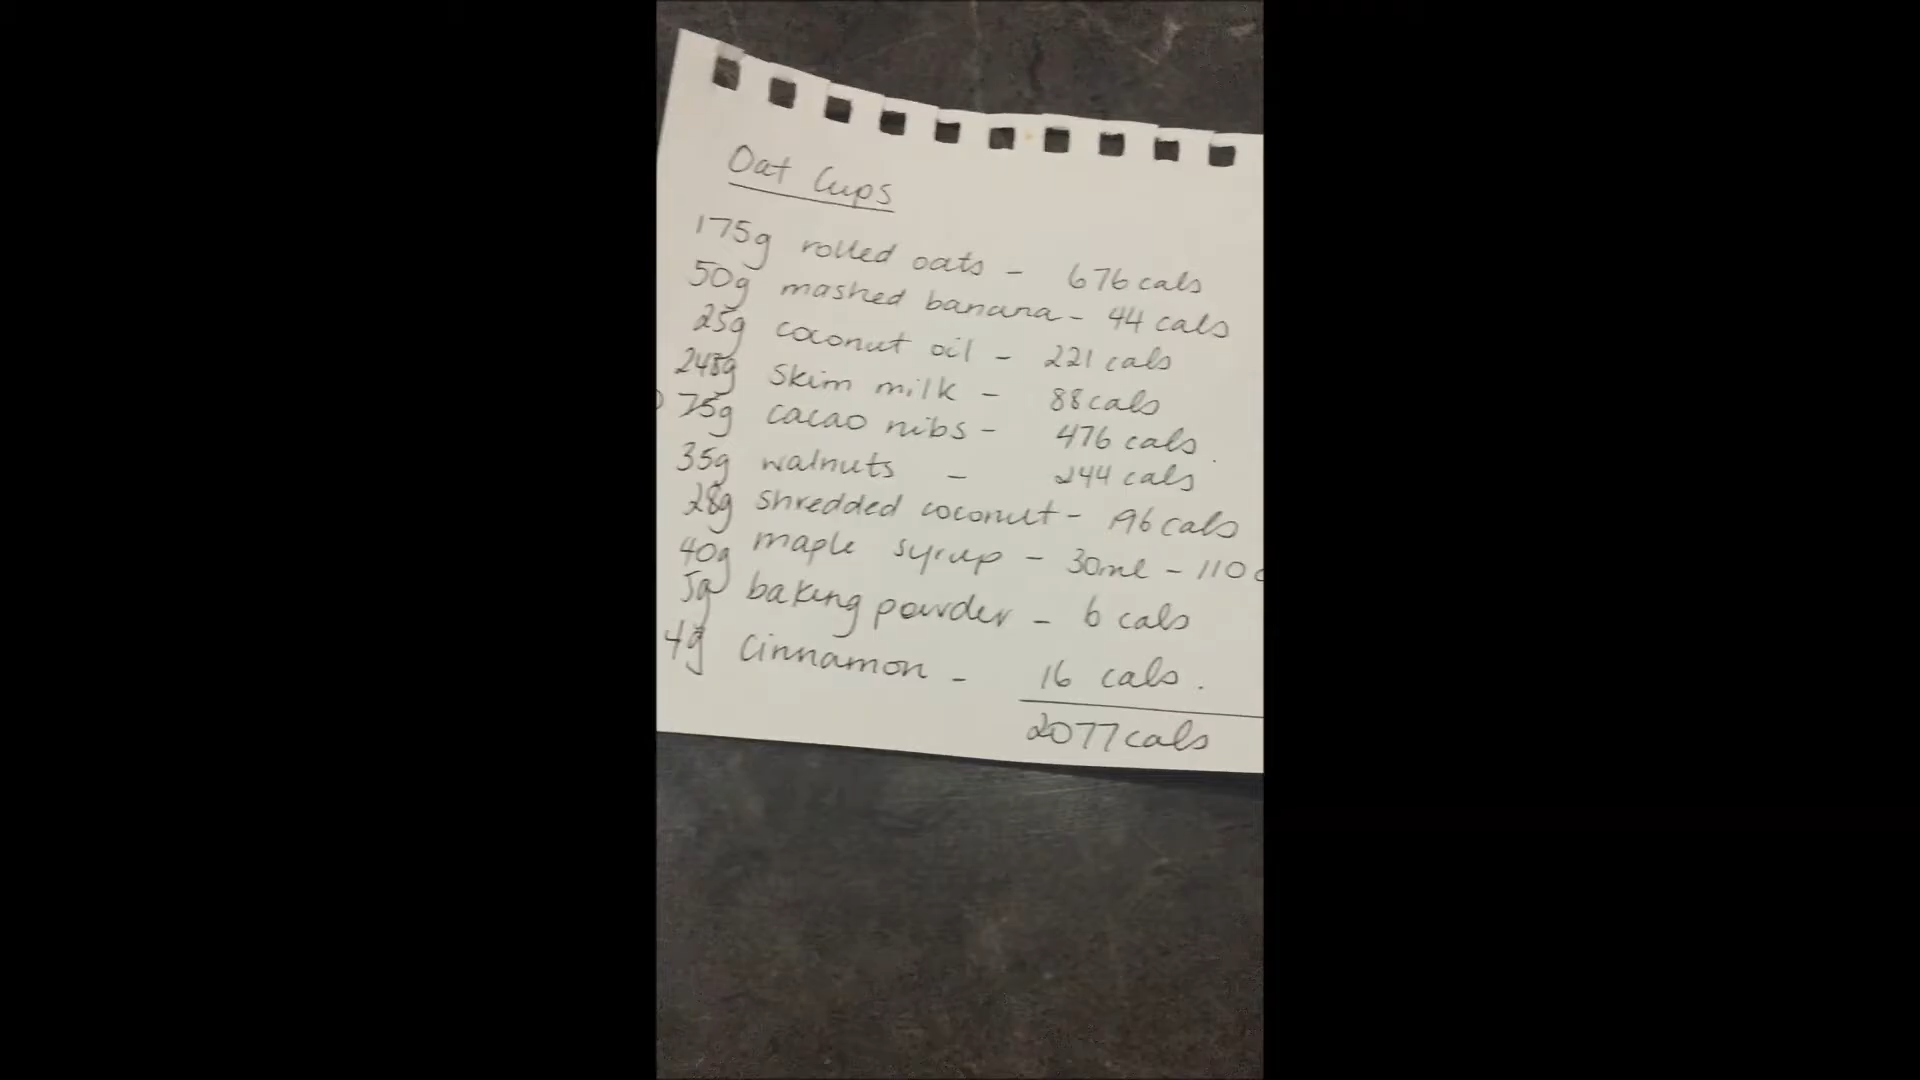 Oat Cups
175g rolled oats - 676 cals
50g mashed banana - 44 cals
25g coconut oil - 221 cals
248g skim milk - 88 cals
75g cacao nibs - 476 cals.
35g walnuts - 244 cals
28g shredded coconut - 196 cals
40g maple syrup - 30ml - 110 c
5g baking powder - 6 cals
4g cinnamon - 16 cals.
2077 cals